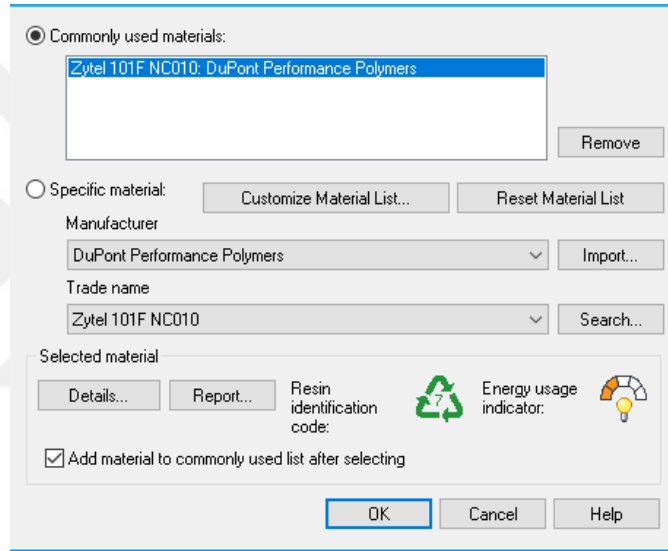 Commonly used materials:
Zytel 101F NC010: DuPont Performance Polymers
Remove
Specific material:
Customize Material List...
Reset Material List
Manufacturer
DuPont Performance Polymers
Import...
Trade name
Zytel 101F NC010
Search...
Selected material
Details...
Report...
Resin
identification
code:
7
Energy usage
indicator:
Add material to commonly used list after selecting
OK
Cancel
Help